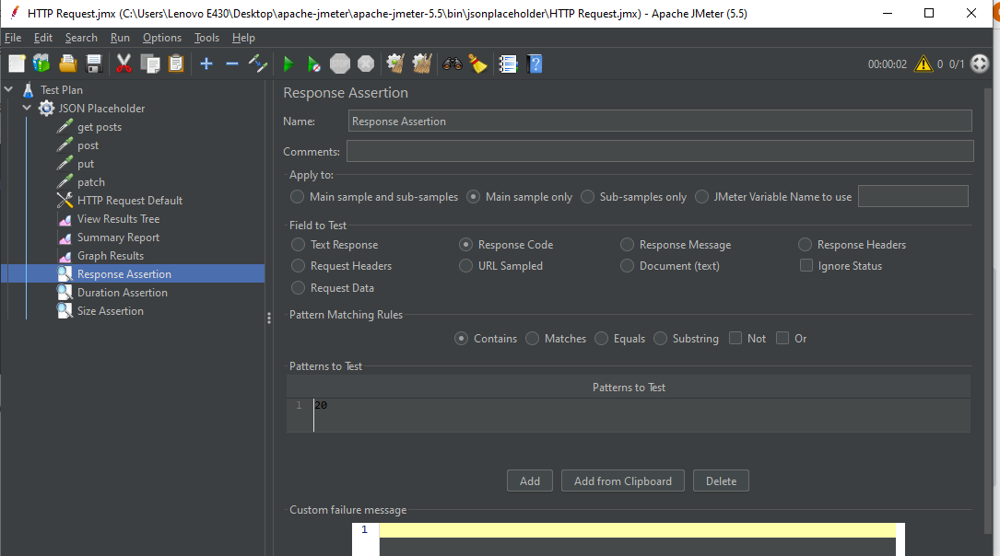 HTTP Request.jmx (C:\Users\Lenovo E430\Desktop\apache-jmeter\apache-jmeter-5.5\bin\jsonplaceholder\HTTP Request.jmx) - Apache JMeter (5.5)
File Edit Search Run Options Tools Help
STOP
00:00:02 0 0/1
Test Plan
JSON Placeholder
get posts
post
put
patch
HTTP Request Default
View Results Tree
Summary Report
Graph Results
Response Assertion
Duration Assertion
Size Assertion
Response Assertion
Name: Response Assertion
Comments:
Apply to:
Main sample and sub-samples Main sample only Sub-samples only JMeter Variable Name to use
Field to Test
Text Response Response Code Response Message Response Headers
Request Headers URL Sampled Document (text) Ignore Status
Request Data
Pattern Matching Rules
Contains Matches Equals Substring Not Or
Patterns to Test
Patterns to Test
1 20
Add Add from Clipboard Delete
Custom failure message
1